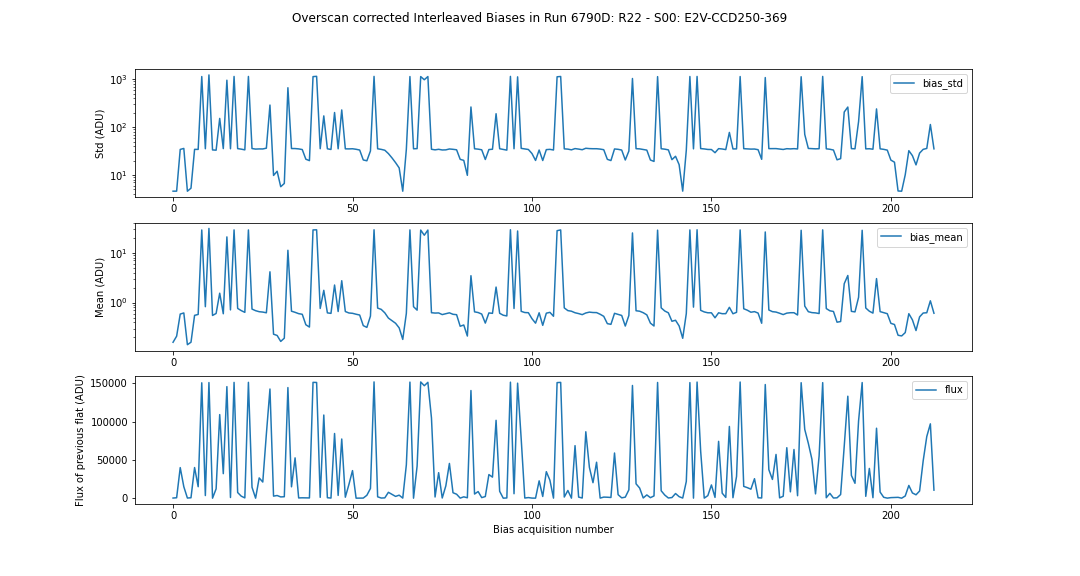 Overscan corrected Interleaved Biases in Run 6790D: R22 - S00: E2V-CCD250-369
10³
10²
10¹
Std (ADU)
bias_std
0 50 100 150 200
10¹
10⁰
Mean (ADU)
bias_mean
0 50 100 150 200
150000
100000
50000
0
Flux of previous flat (ADU)
flux
0 50 100 150 200
Bias acquisition number